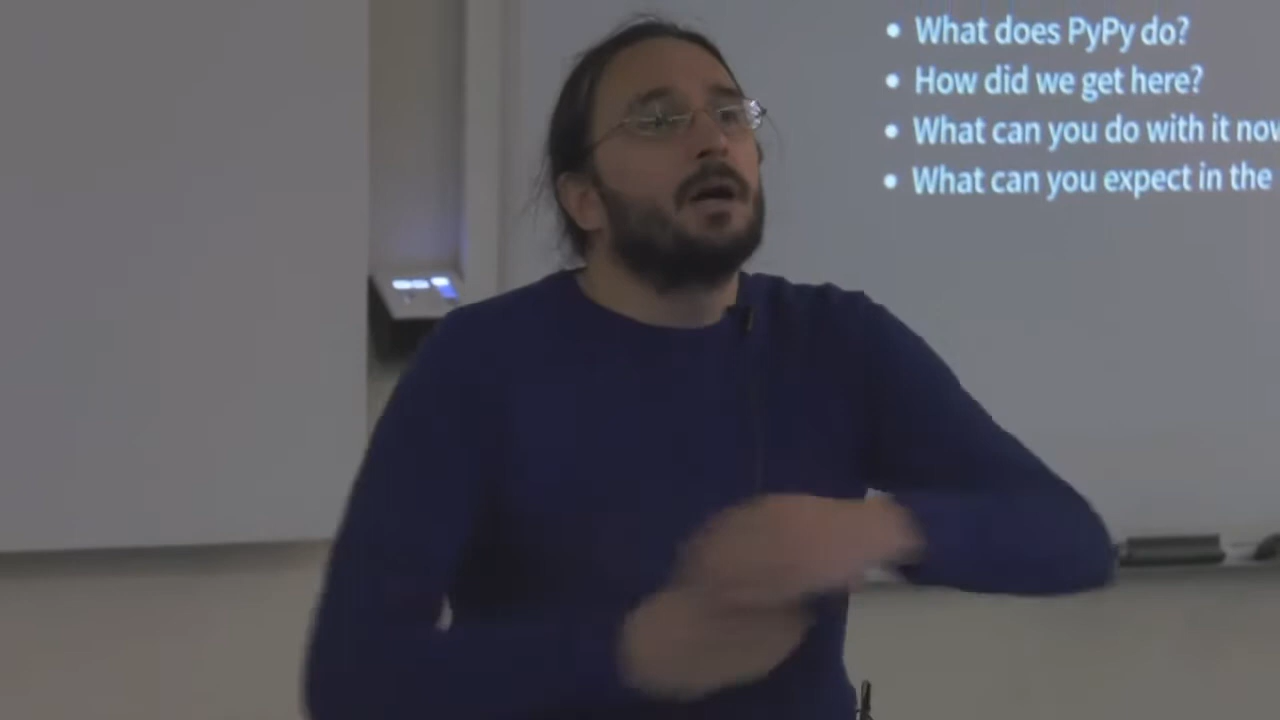 • What does PyPy do?
• How did we get here?
• What can you do with it now
• What can you expect in the